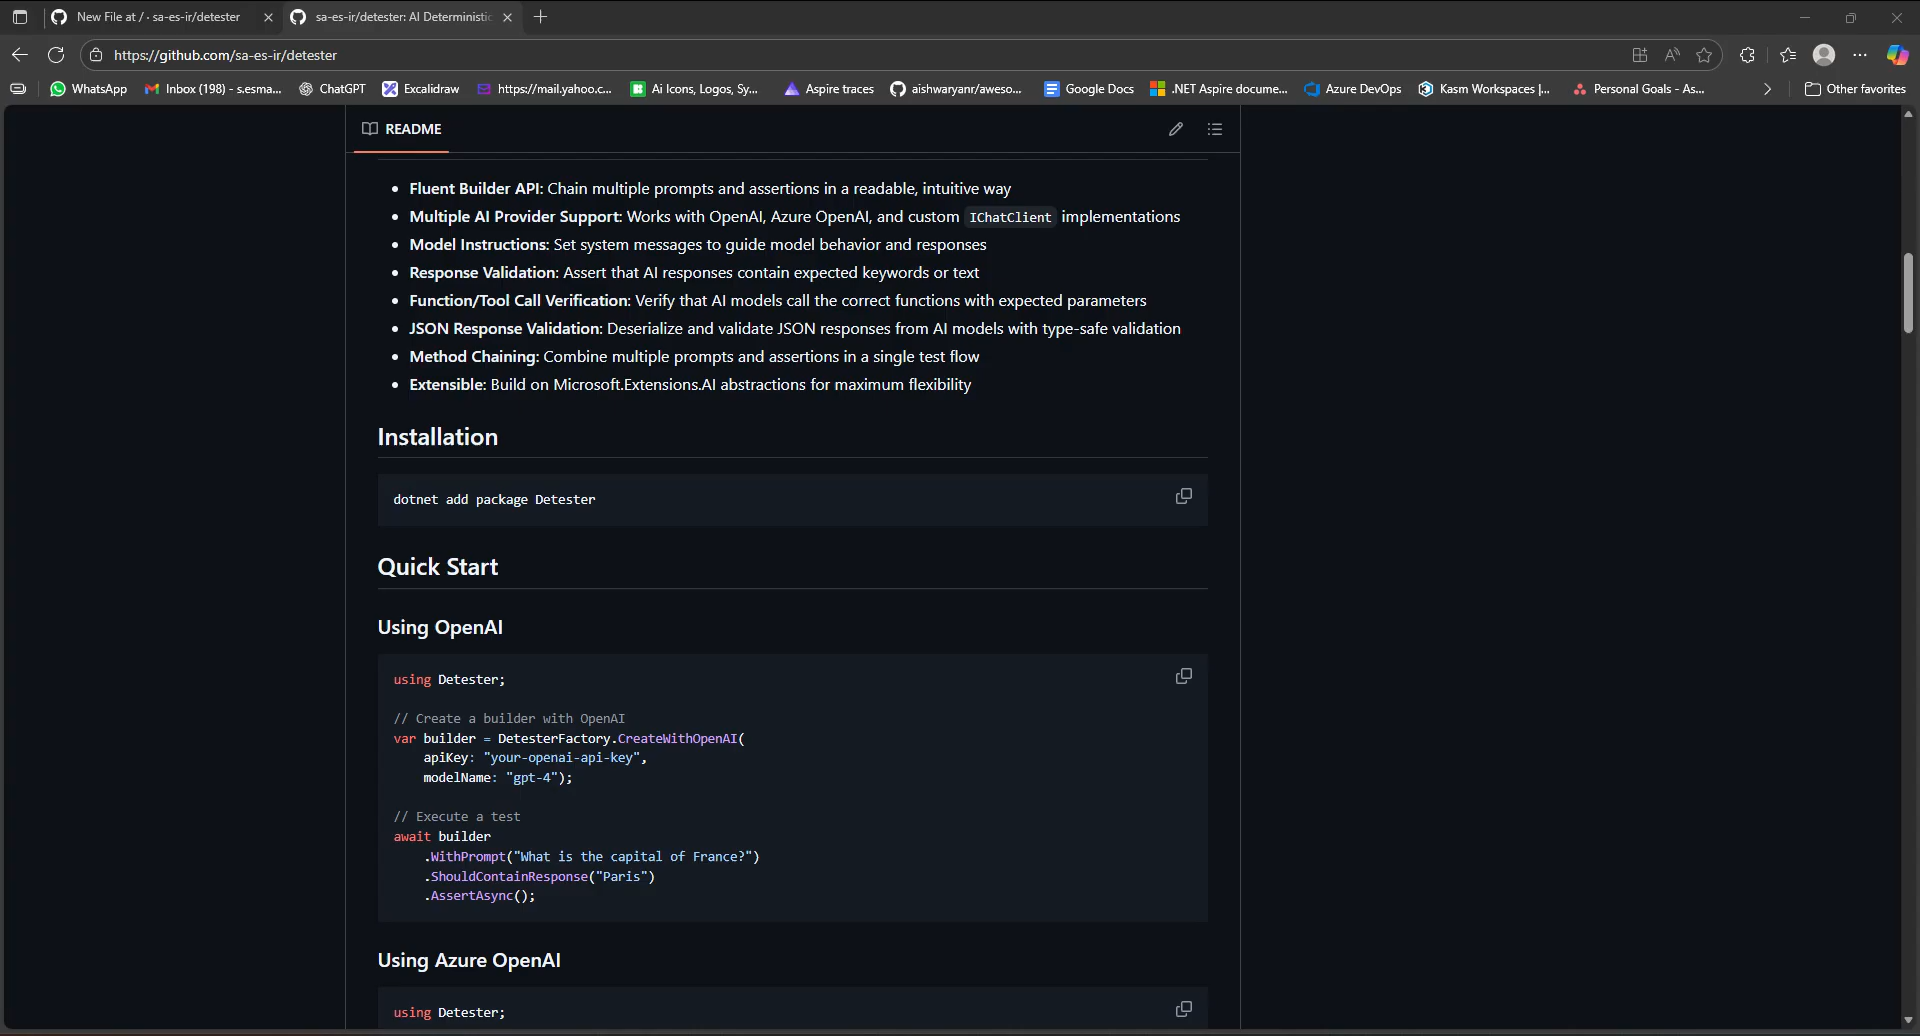 New File at / · sa-es-ir/detester
sa-es-ir/detester: AI Deterministic
https://github.com/sa-es-ir/detester
WhatsApp
Inbox (198) - s.esma...
ChatGPT
Excalidraw
https://mail.yahoo.c...
Ai Icons, Logos, Sy...
Aspire traces
aishwaryanr/aweso...
Google Docs
.NET Aspire docume...
Azure DevOps
Kasm Workspaces |...
Personal Goals - As...
Other favorites
README
Fluent Builder API: Chain multiple prompts and assertions in a readable, intuitive way
Multiple AI Provider Support: Works with OpenAI, Azure OpenAI, and custom IChatClient implementations
Model Instructions: Set system messages to guide model behavior and responses
Response Validation: Assert that AI responses contain expected keywords or text
Function/Tool Call Verification: Verify that AI models call the correct functions with expected parameters
JSON Response Validation: Deserialize and validate JSON responses from AI models with type-safe validation
Method Chaining: Combine multiple prompts and assertions in a single test flow
Extensible: Build on Microsoft.Extensions.AI abstractions for maximum flexibility
Installation
dotnet add package Detester
Quick Start
Using OpenAI
using Detester;
// Create a builder with OpenAI
var builder = DetesterFactory.CreateWithOpenAI(
apiKey: "your-openai-api-key",
modelName: "gpt-4");
// Execute a test
await builder
.WithPrompt("What is the capital of France?")
.ShouldContainResponse("Paris")
.AssertAsync();
Using Azure OpenAI
using Detester;